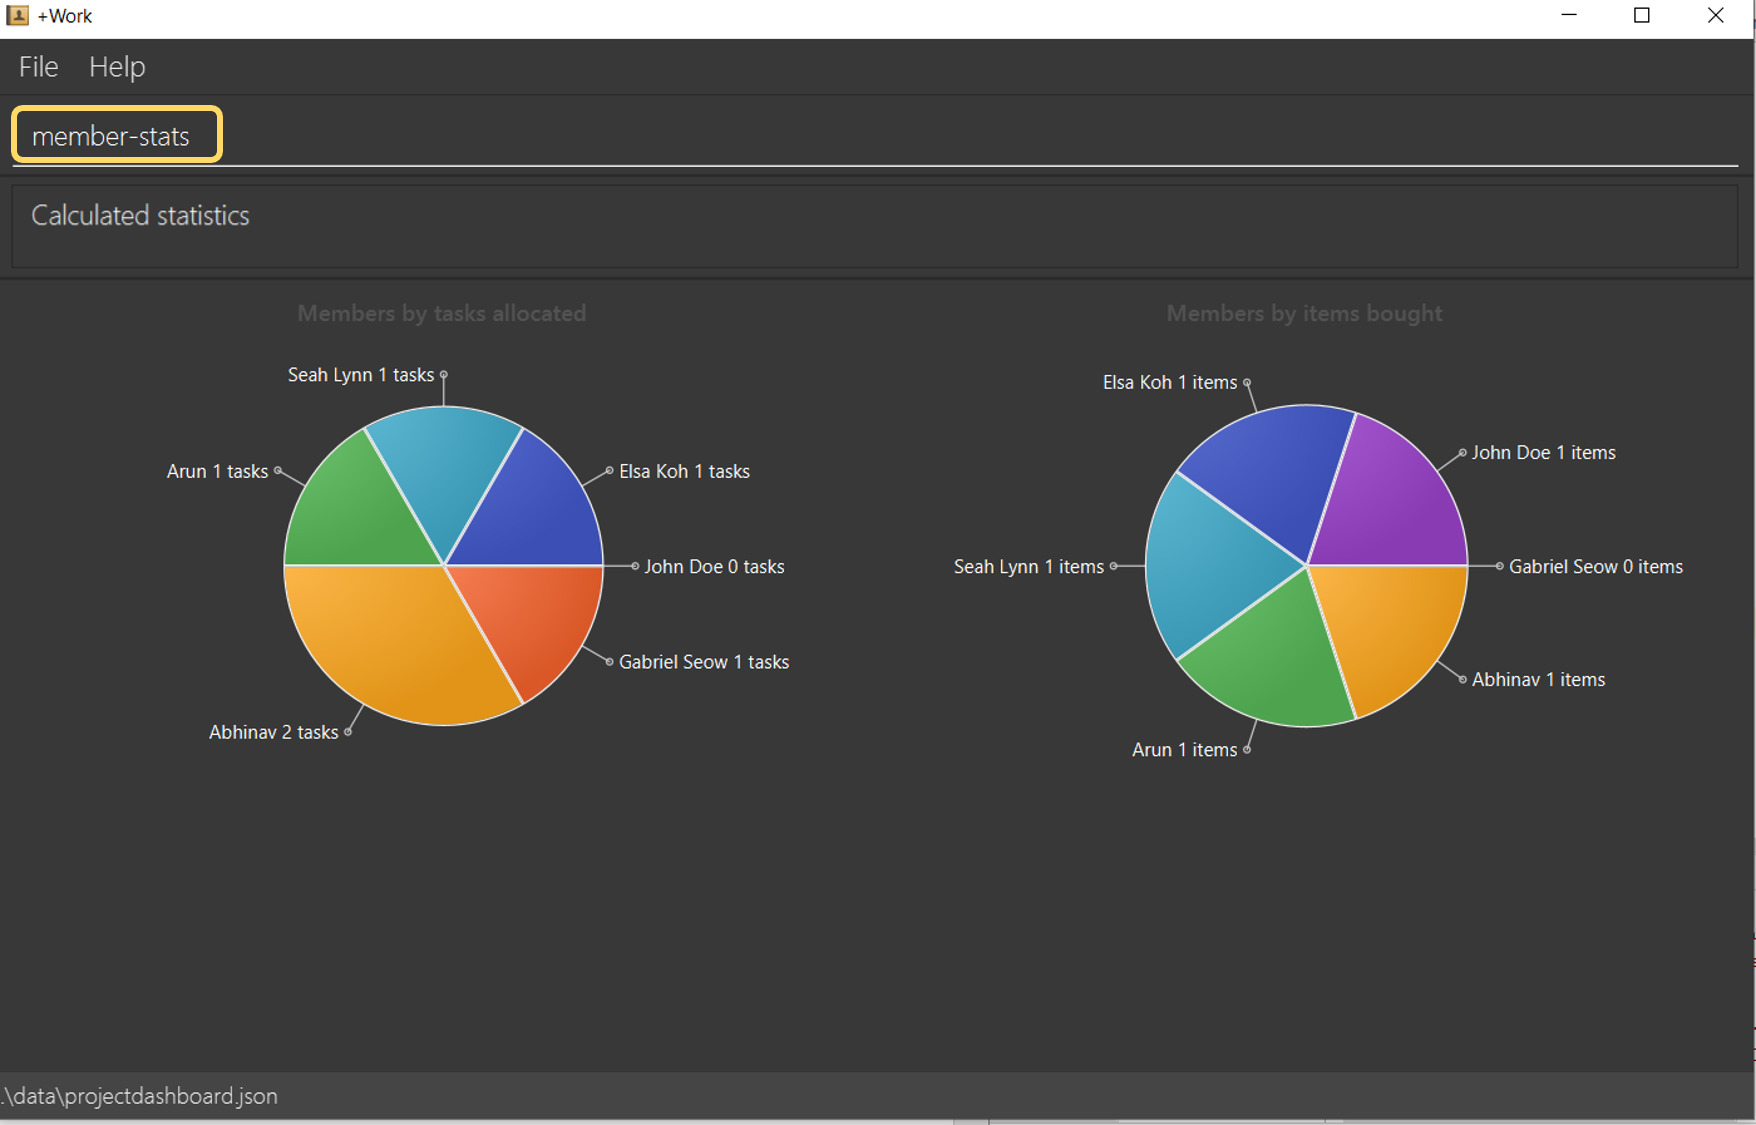 +Work
File Help
member-stats
Calculated statistics
Members by tasks allocated
Seah Lynn 1 tasks
Arun 1 tasks
Elsa Koh 1 tasks
John Doe 0 tasks
Gabriel Seow 1 tasks
Abhinav 2 tasks
Members by items bought
Elsa Koh 1 items
John Doe 1 items
Seah Lynn 1 items
Gabriel Seow 0 items
Abhinav 1 items
Arun 1 items
.\data\projectdashboard.json